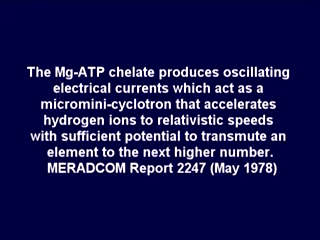 The Mg-ATP chelate produces oscillating
electrical currents which act as a
micromini-cyclotron that accelerates
hydrogen ions to relativistic speeds
with sufficient potential to transmute an
element to the next higher number.
MERADCOM Report 2247 (May 1978)